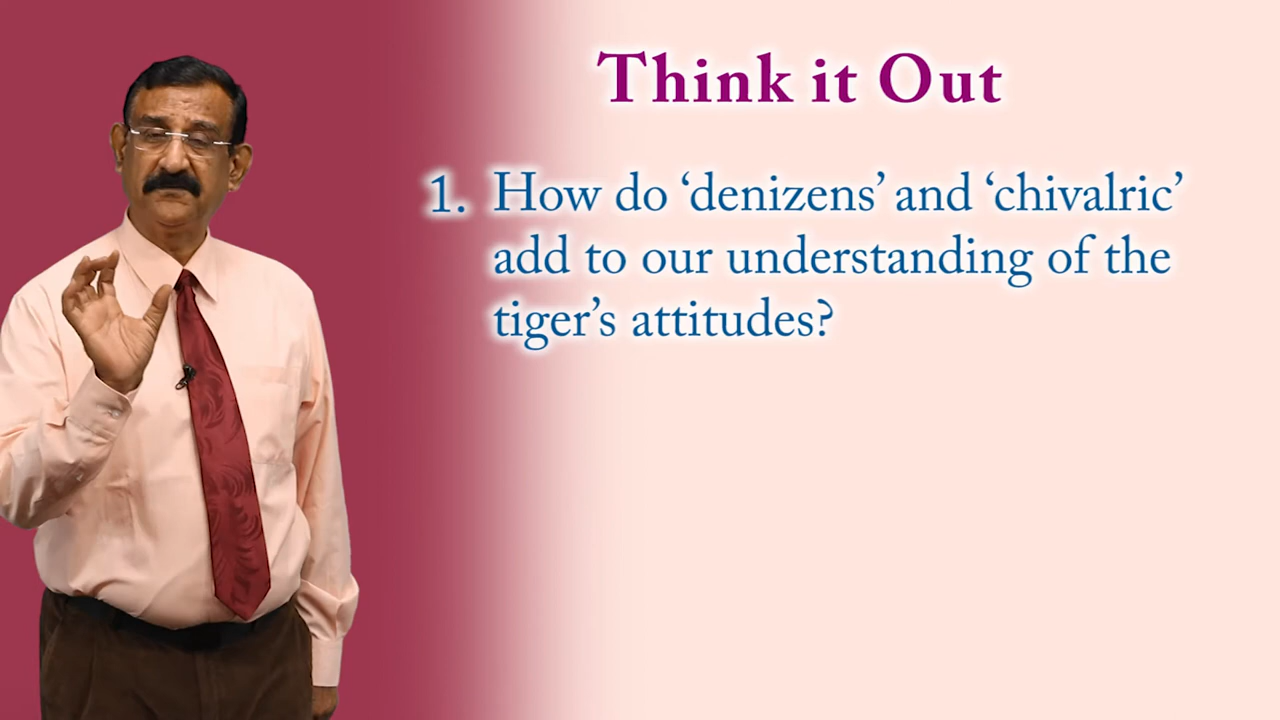 Think it Out
1. How do ‘denizens’ and ‘chivalric’
add to our understanding of the
tiger’s attitudes?